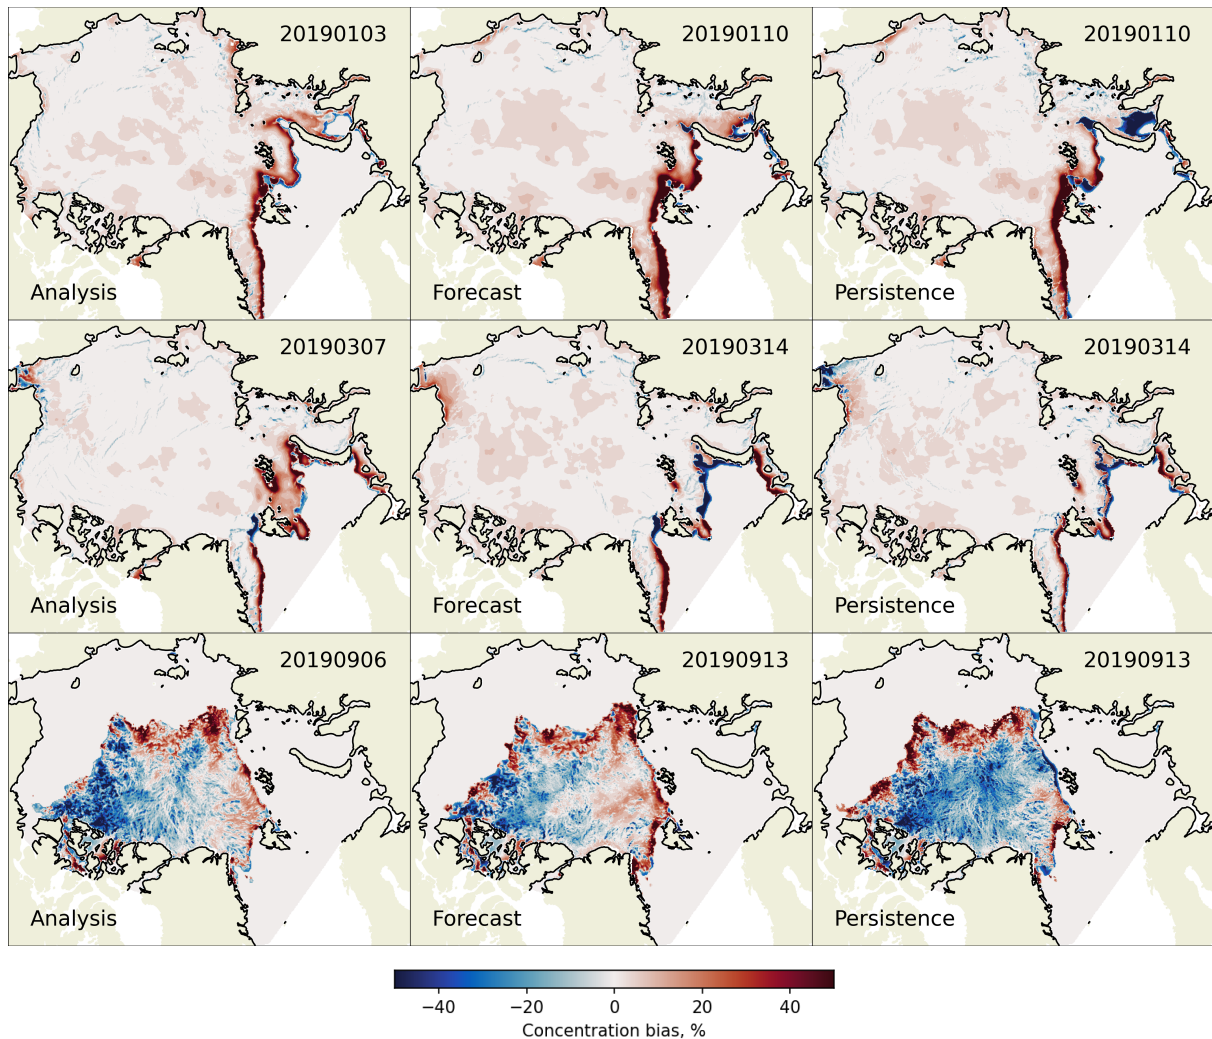 20190103
20190110
20190110
Analysis
Forecast
Persistence
20190307
20190314
20190314
Analysis
Forecast
Persistence
20190906
20190913
20190913
Analysis
Forecast
Persistence
−40 −20 0 20 40
Concentration bias, %